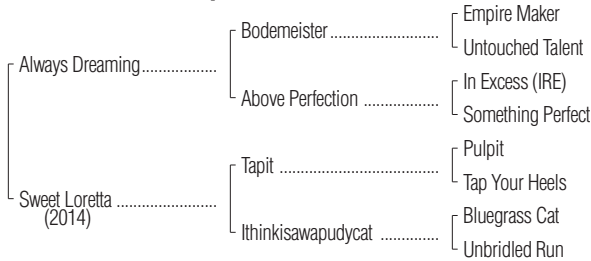 Empire Maker
Bodemeister..............................
Untouched Talent
Always Dreaming..................
In Excess (IRE)
Above Perfection ....................
Something Perfect
Pulpit
Tapit ..........................................
Tap Your Heels
Sweet Loretta ..........................
(2014)
Bluegrass Cat
Ithinkisawapudycat ................
Unbridled Run